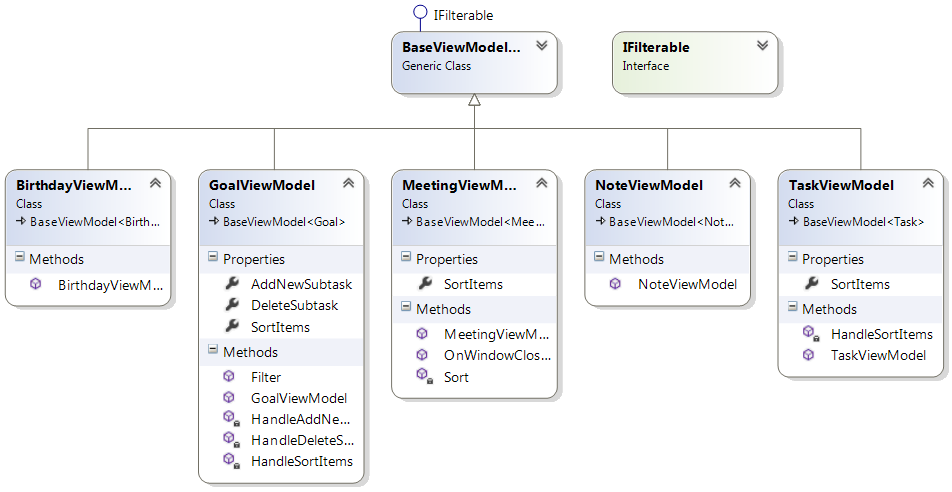 IFilterable
BaseViewModel...
Generic Class
IFilterable
Interface
BirthdayViewM...
Class
BaseViewModel<Birth...
Methods
BirthdayViewM...
GoalViewModel
Class
BaseViewModel<Goal>
Properties
AddNewSubtask
DeleteSubtask
SortItems
Methods
Filter
GoalViewModel
HandleAddNe...
HandleDeleteS...
HandleSortItems
MeetingViewM...
Class
BaseViewModel<Mee...
Properties
SortItems
Methods
MeetingViewM...
OnWindowClos...
Sort
NoteViewModel
Class
BaseViewModel<Not...
Methods
NoteViewModel
TaskViewModel
Class
BaseViewModel<Task>
Properties
SortItems
Methods
HandleSortItems
TaskViewModel